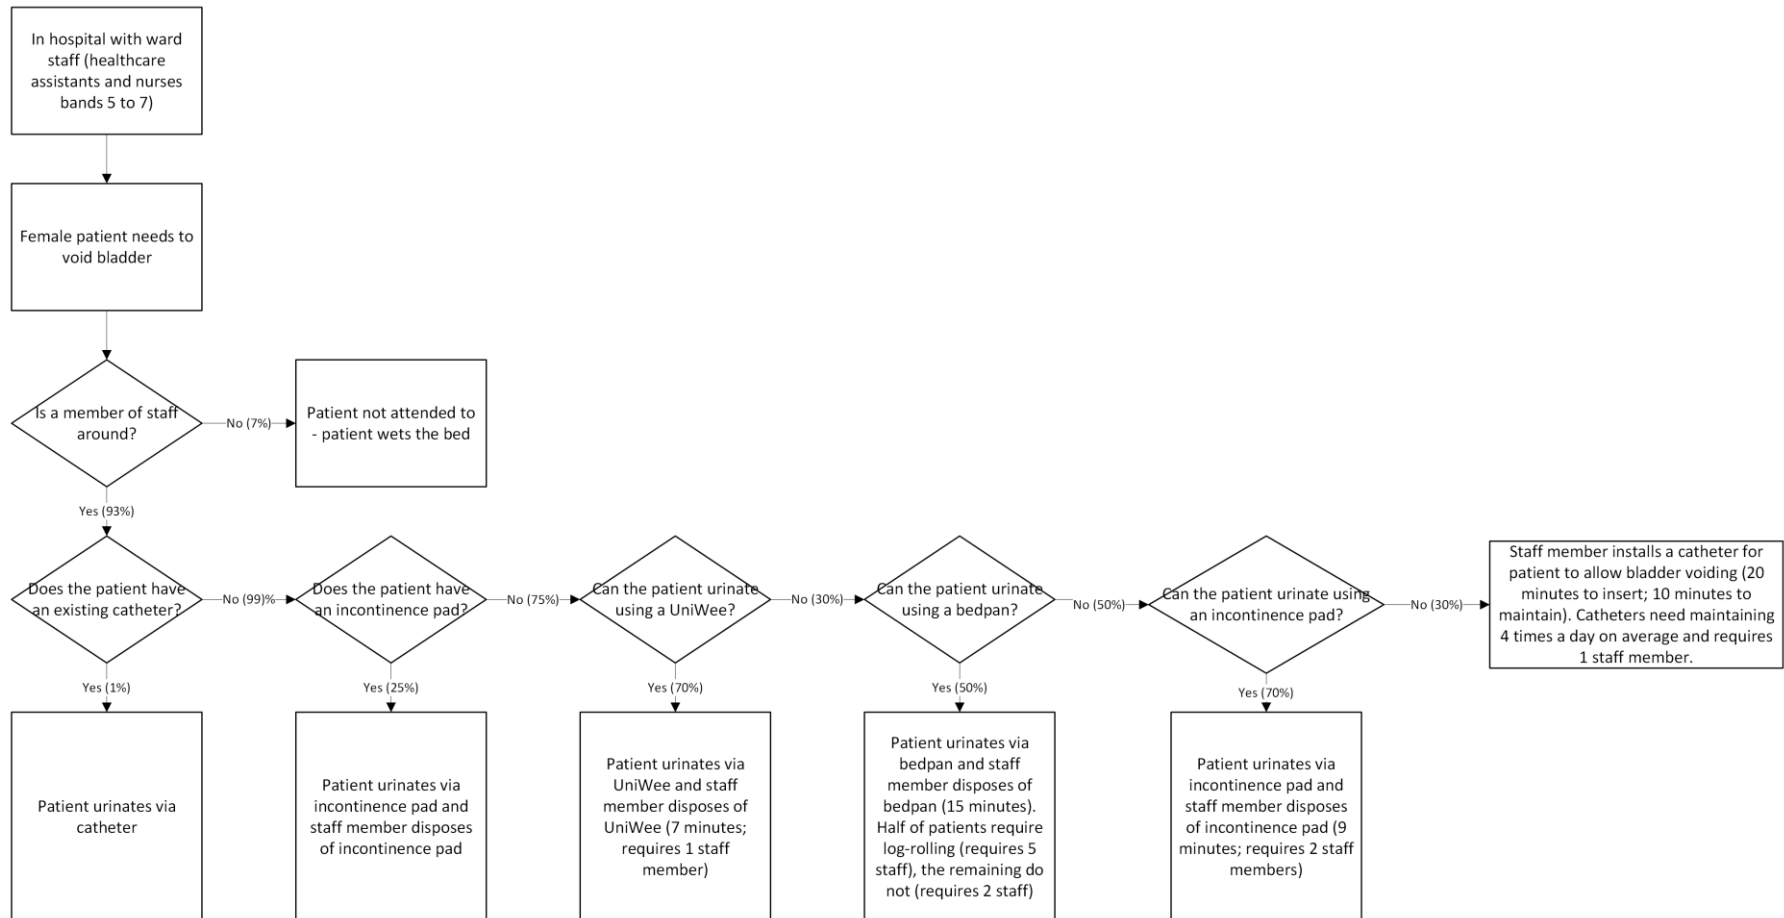 In hospital with ward
staff (healthcare
assistants and nurses
bands 5 to 7)
Female patient needs to
void bladder
Is a member of staff
around?
No (7%)
Patient not attended to
- patient wets the bed
Yes (93%)
Does the patient have
an existing catheter?
No (99)%
Does the patient have
an incontinence pad?
No (75%)
Can the patient urinate
using a UniWee?
No (30%)
Can the patient urinate
using a bedpan?
No (50%)
Can the patient urinate using
an incontinence pad?
No (30%)
Staff member installs a catheter for
patient to allow bladder voiding (20
minutes to insert; 10 minutes to
maintain). Catheters need maintaining
4 times a day on average and requires
1 staff member.
Yes (1%)
Yes (25%)
Yes (70%)
Yes (50%)
Yes (70%)
Patient urinates via
catheter
Patient urinates via
incontinence pad and
staff member disposes
of incontinence pad
Patient urinates via
UniWee and staff
member disposes of
UniWee (7 minutes;
requires 1 staff
member)
Patient urinates via
bedpan and staff
member disposes of
bedpan (15 minutes).
Half of patients require
log-rolling (requires 5
staff), the remaining do
not (requires 2 staff)
Patient urinates via
incontinence pad and
staff member disposes
of incontinence pad (9
minutes; requires 2 staff
members)